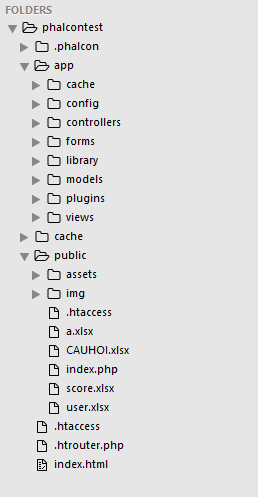 FOLDERS
phalcontest
.phalcon
app
cache
config
controllers
forms
library
models
plugins
views
cache
public
assets
img
.htaccess
a.xlsx
CAUHOI.xlsx
index.php
score.xlsx
user.xlsx
.htaccess
.htrouter.php
index.html